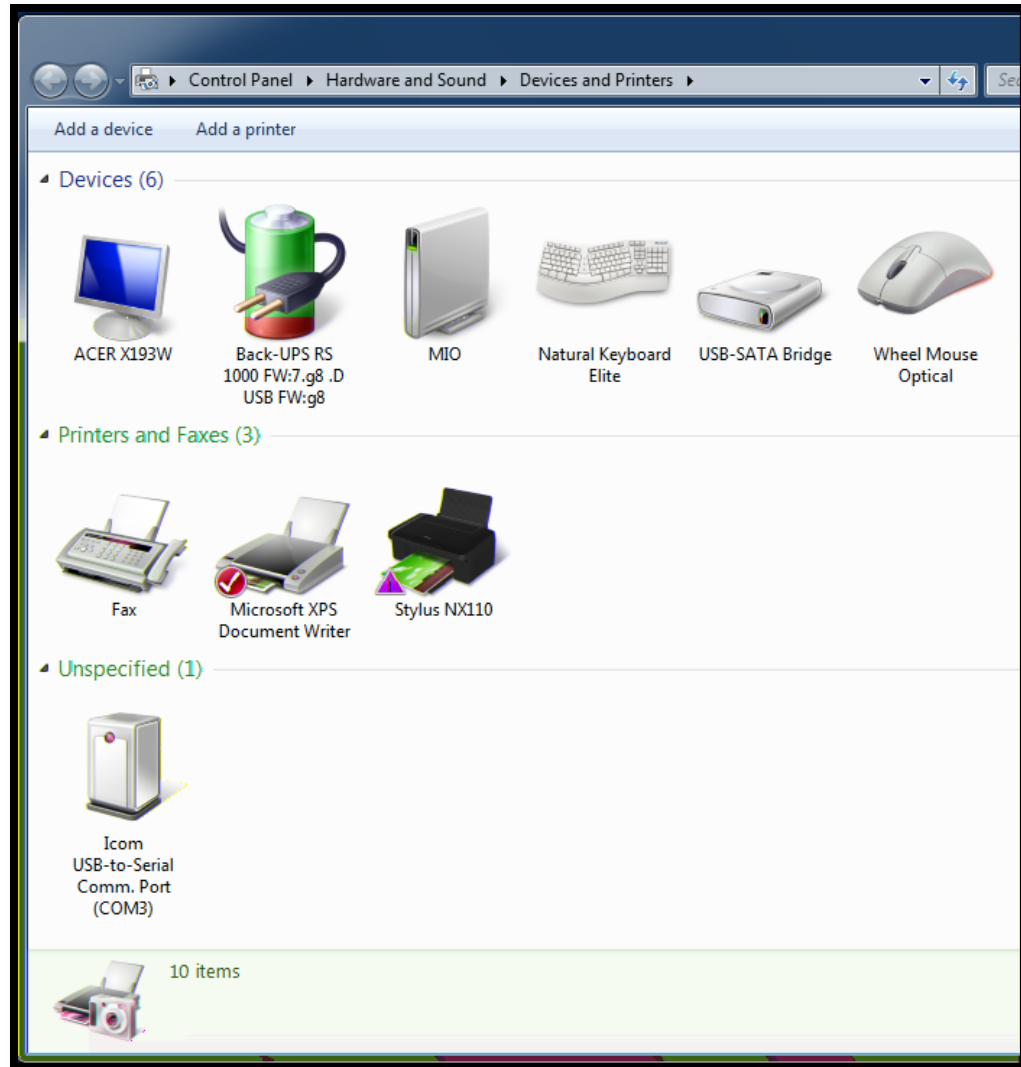 Control Panel Hardware and Sound Devices and Printers
Add a device Add a printer
Devices (6)
ACER X193W
Back-UPS RS
1000 FW:7.g8 .D
USB FW:g8
MIO
Natural Keyboard
Elite
USB-SATA Bridge
Wheel Mouse
Optical
Printers and Faxes (3)
Fax
Microsoft XPS
Document Writer
Stylus NX110
Unspecified (1)
Icom
USB-to-Serial
Comm. Port
(COM3)
10 items